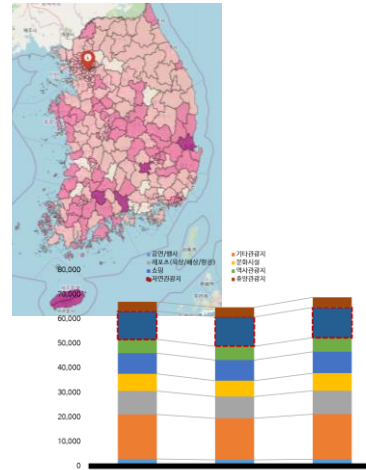 공연/행사
기타관광지
레포츠(육상/해상/항공)
문화시설
쇼핑
역사관광지
자연관광지
휴양관광지
80,000
70,000
60,000
50,000
40,000
30,000
20,000
10,000
0